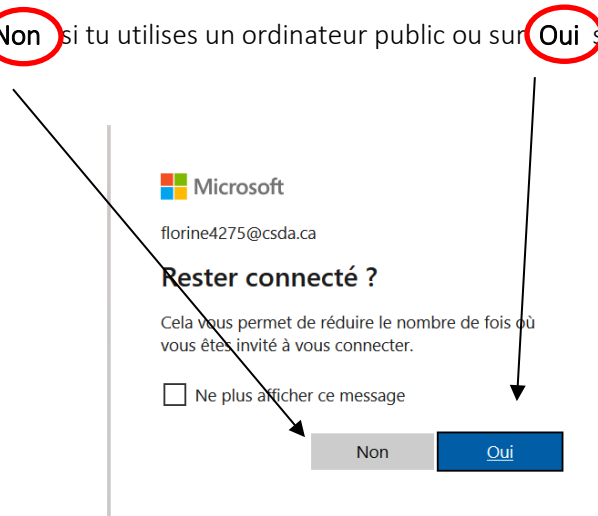 Non si tu utilises un ordinateur public ou sur Oui s
Microsoft
florine4275@csda.ca
Rester connecté ?
Cela vous permet de réduire le nombre de fois où
vous êtes invité à vous connecter.
Ne plus afficher ce message
Non Oui